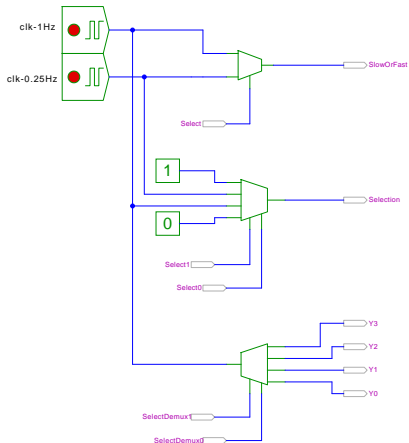 clk-1Hz
clk-0.25Hz
SlowOrFast
Select
1
Selection
0
Select1
Select0
Y3
Y2
Y1
Y0
SelectDemux1
SelectDemux0